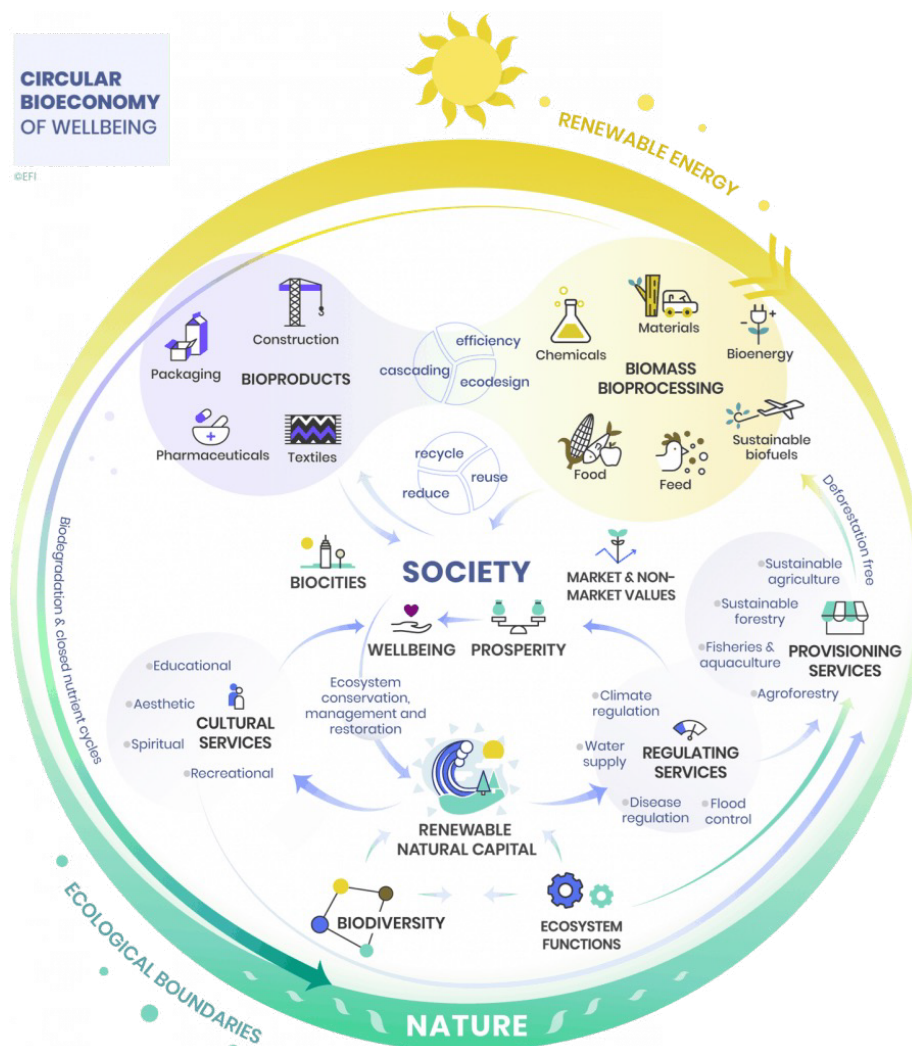 CIRCULAR
BIOECONOMY
OF WELLBEING
©EFI
RENEWABLE ENERGY
Construction
Packaging
BIOPRODUCTS
Pharmaceuticals
Textiles
efficiency
cascading
ecodesign
Chemicals
Materials
Bioenergy
BIOMASS
BIOPROCESSING
Food
Feed
Sustainable
biofuels
recycle
reduce
reuse
Biodegradation & closed nutrient cycles
Deforestation free
BIOCITIES
SOCIETY
MARKET & NON-
MARKET VALUES
WELLBEING
PROSPERITY
Sustainable
agriculture
Sustainable
forestry
Fisheries &
aquaculture
Agroforestry
PROVISIONING
SERVICES
Educational
Aesthetic
Spiritual
Recreational
CULTURAL
SERVICES
Ecosystem
conservation,
management and
restoration
Climate
regulation
Water
supply
Disease
regulation
Flood
control
REGULATING
SERVICES
RENEWABLE
NATURAL CAPITAL
BIODIVERSITY
ECOSYSTEM
FUNCTIONS
ECOLOGICAL BOUNDARIES
NATURE